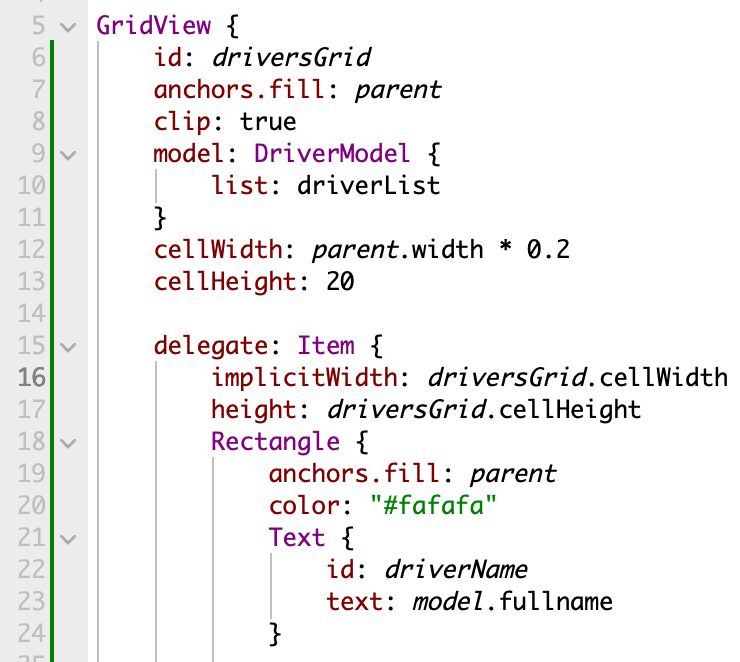 5 GridView {
6 id: driversGrid
7 anchors.fill: parent
8 clip: true
9 model: DriverModel {
10 list: driverList
11 }
12 cellWidth: parent.width * 0.2
13 cellHeight: 20
14
15 delegate: Item {
16 implicitWidth: driversGrid.cellWidth
17 height: driversGrid.cellHeight
18 Rectangle {
19 anchors.fill: parent
20 color: "#fafafa"
21 Text {
22 id: driverName
23 text: model.fullname
24 }